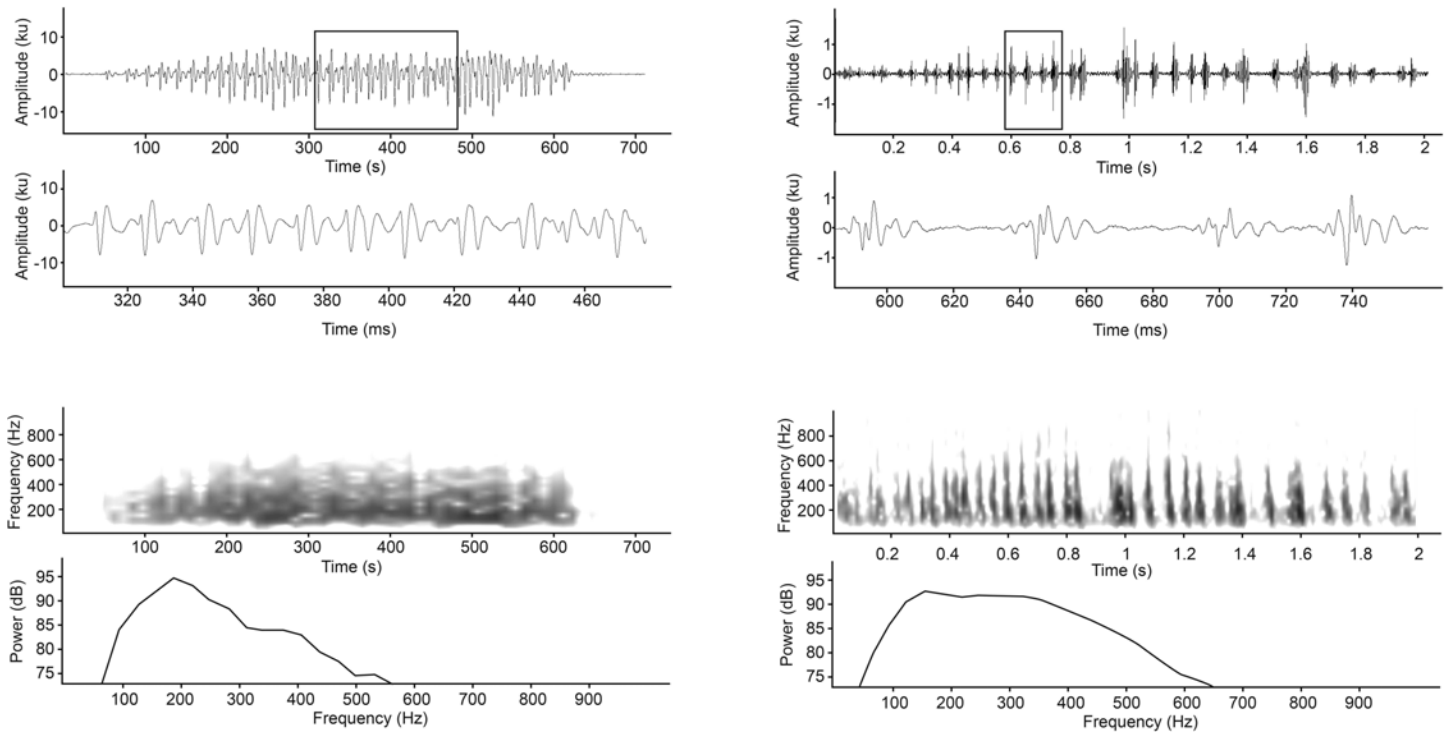 Amplitude (ku)
10
0
-10
100 200 300 400 500 600 700
Time (s)
Amplitude (ku)
10
0
-10
320 340 360 380 400 420 440 460
Time (ms)
Frequency (Hz)
800
600
400
200
100 200 300 400 500 600 700
Time (s)
Power (dB)
95
90
85
80
75
100 200 300 400 500 600 700 800 900
Frequency (Hz)
Amplitude (ku)
1
0
-1
0.2 0.4 0.6 0.8 1 1.2 1.4 1.6 1.8 2
Time (s)
Amplitude (ku)
1
0
-1
600 620 640 660 680 700 720 740
Time (ms)
Frequency (Hz)
800
600
400
200
0.2 0.4 0.6 0.8 1 1.2 1.4 1.6 1.8 2
Time (s)
Power (dB)
95
90
85
80
75
100 200 300 400 500 600 700 800 900
Frequency (Hz)